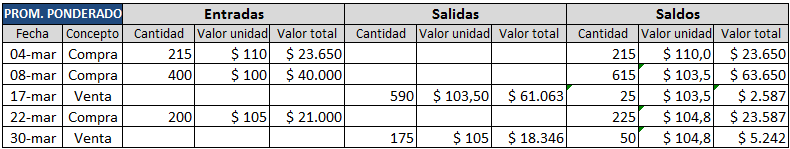 PROM. PONDERADO Entradas Salidas Saldos
Fecha Concepto Cantidad Valor unidad Valor total Cantidad Valor unidad Valor total Cantidad Valor unidad Valor total
04-mar Compra 215 $ 110 $ 23.650 215 $ 110,0 $ 23.650
08-mar Compra 400 $ 100 $ 40.000 615 $ 103,5 $ 63.650
17-mar Venta 590 $ 103,50 $ 61.063 25 $ 103,5 $ 2.587
22-mar Compra 200 $ 105 $ 21.000 225 $ 104,8 $ 23.587
30-mar Venta 175 $ 105 $ 18.346 50 $ 104,8 $ 5.242